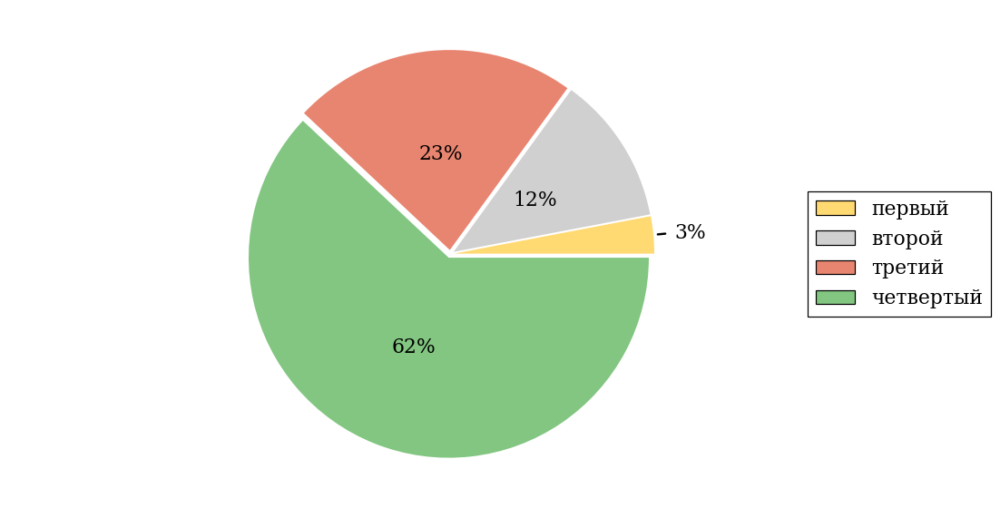 23%
12%
3%
62%
первый
второй
третий
четвертый